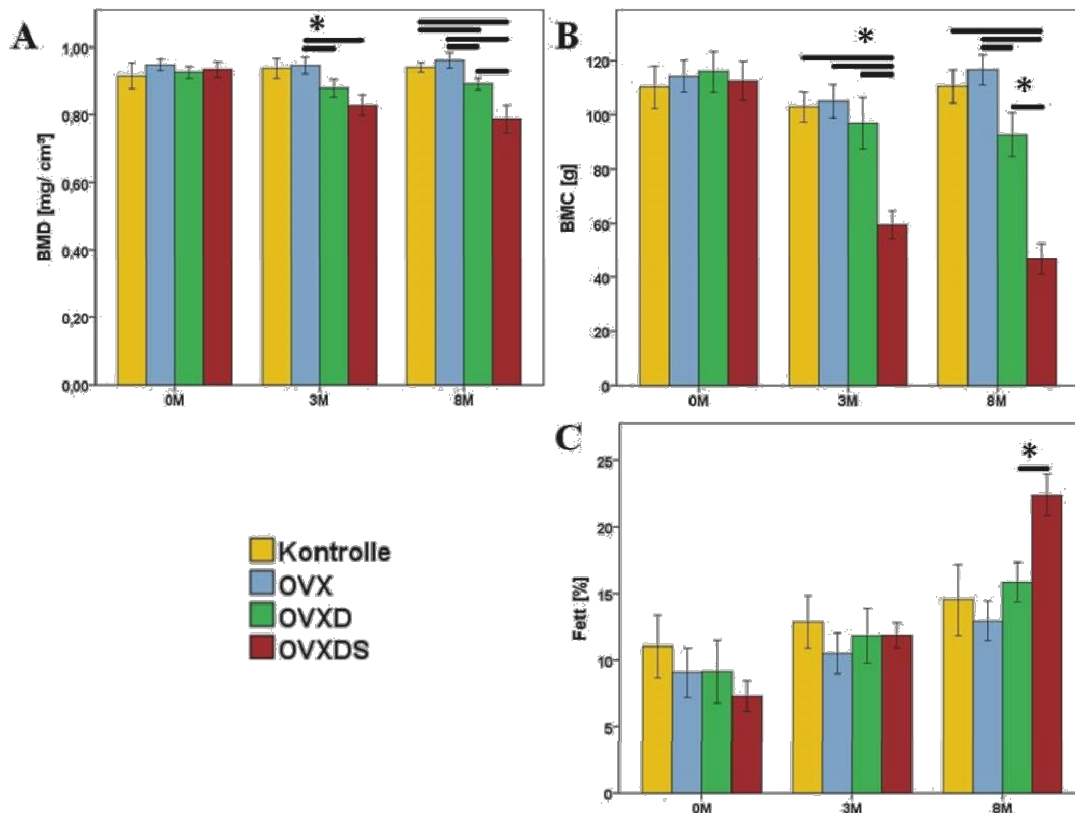 A
*
BMD [mg/ cm³]
1,00
0,80
0,60
0,40
0,20
0,00
0M
3M
8M
B
*
*
BMC [g]
120
100
80
60
40
20
0
0M
3M
8M
C
*
Fett [%]
25
20
15
10
5
0
0M
3M
8M
Kontrolle
OVX
OVXD
OVXDS